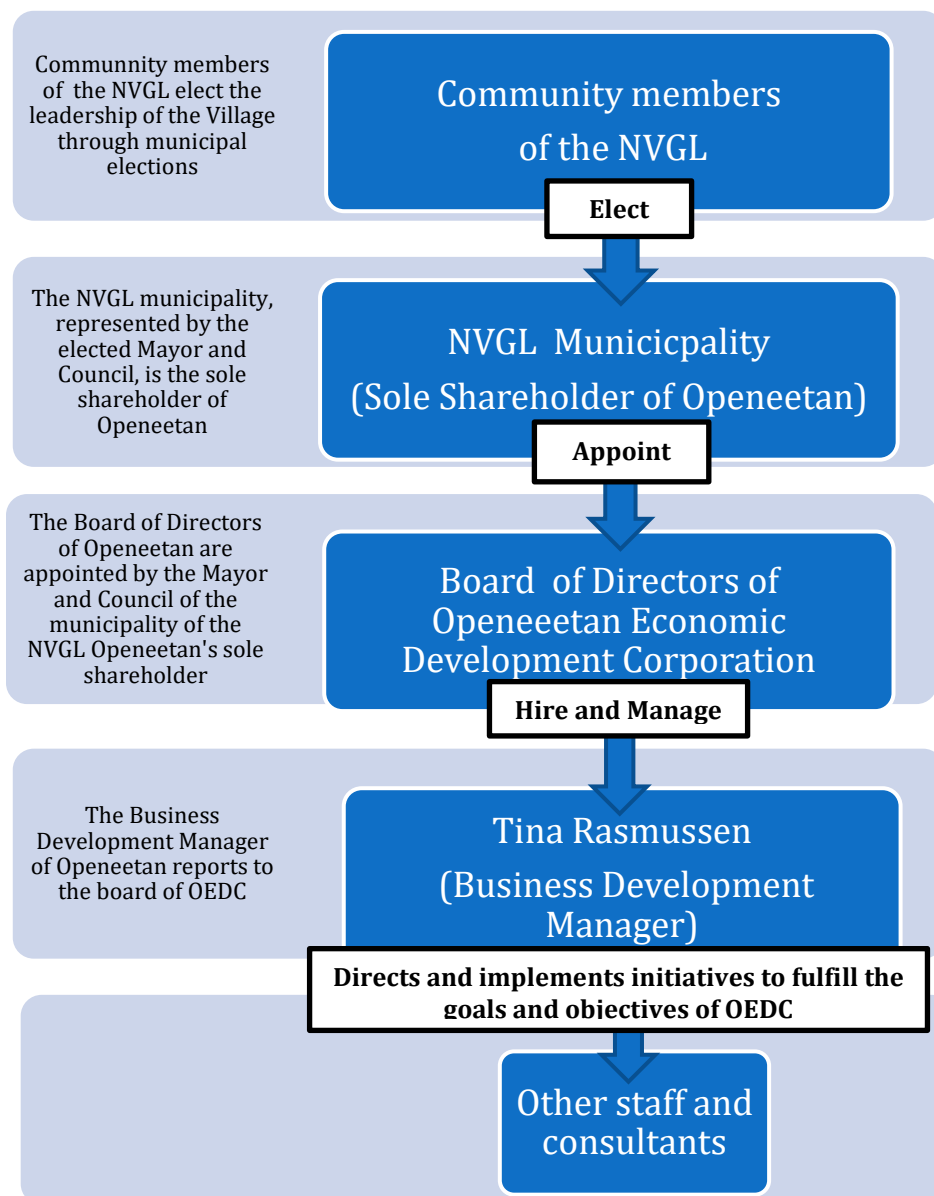 Communnity members
of the NVGL elect the
leadership of the Village
through municipal
elections
Community members
of the NVGL
Elect
The NVGL municipality,
represented by the
elected Mayor and
Council, is the sole
shareholder of
Openeetan
NVGL Municicpality
(Sole Shareholder of Openeetan)
Appoint
The Board of Directors
of Openeetan are
appointed by the Mayor
and Council of the
municipality of the
NVGL Openeetan's sole
shareholder
Board of Directors of
Openeeetan Economic
Development Corporation
Hire and Manage
The Business
Development Manager
of Openeetan reports to
the board of OEDC
Tina Rasmussen
(Business Development
Manager)
Directs and implements initiatives to fulfill the
goals and objectives of OEDC
Other staff and
consultants